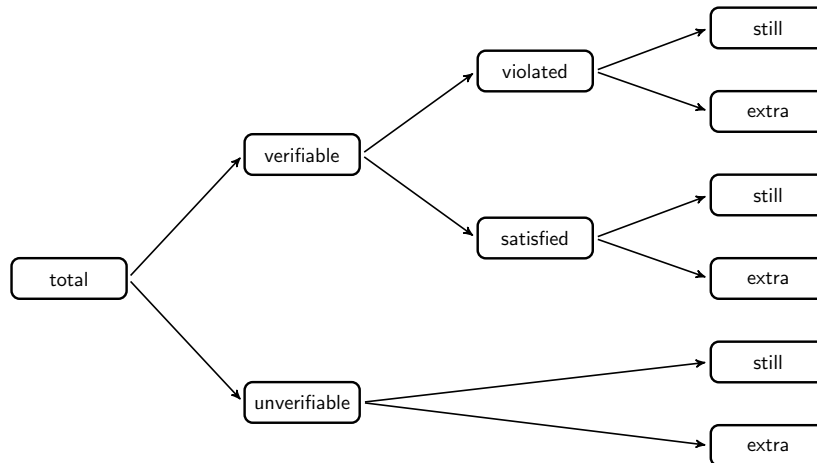 still
violated
extra
verifiable
still
satisfied
extra
total
still
unverifiable
extra